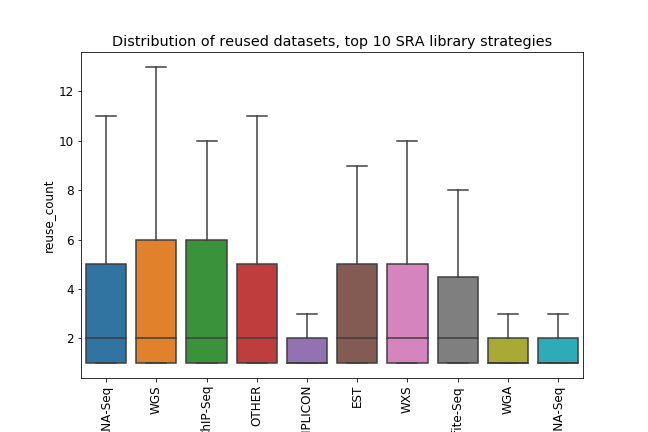 Distribution of reused datasets, top 10 SRA library strategies
reuse_count
12
10
8
6
4
2
NA-Seq
WGS
hIP-Seq
OTHER
PLICON
EST
WXS
ite-Seq
WGA
NA-Seq